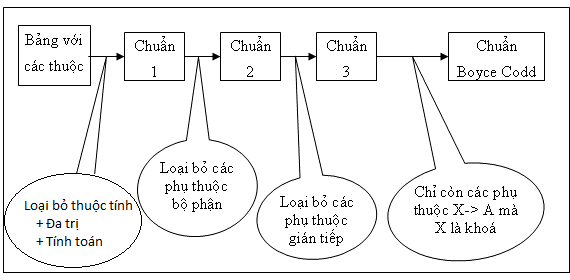 Bảng với
các thuộc
Chuẩn
1
Chuẩn
2
Chuẩn
3
Chuẩn
Boyce Codd
Loại bỏ thuộc tính
+ Đa trị
+ Tính toán
Loại bỏ các
phụ thuộc
bộ phận
Loại bỏ các
phụ thuộc
gián tiếp
Chỉ còn các phụ
thuộc X-> A mà
X là khoá